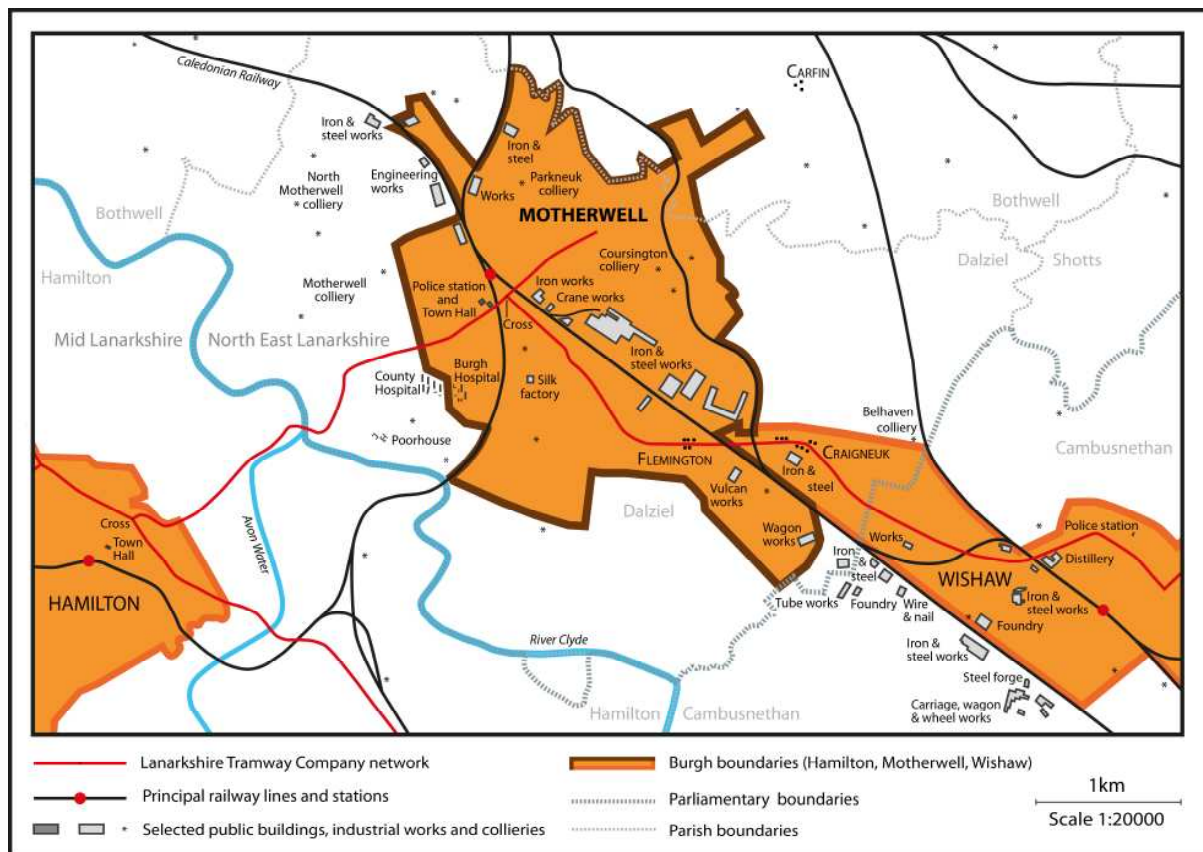 Caledonian Railway
CARFIN
Iron &
steel works
Iron &
steel
Engineering
works
North
Motherwell
colliery
Works
Parkneuk
colliery
MOTHERWELL
Bothwell
Bothwell
Coursington
colliery
Dalziel
Shotts
Hamilton
Motherwell
colliery
Police station
and
Town Hall
Iron works
Crane works
Cross
Mid Lanarkshire
North East Lanarkshire
Iron &
steel works
County
Hospital
Burgh
Hospital
Silk
factory
Belhaven
colliery
Poorhouse
FLEMINGTON
CRAIGNEUK
Cambusnethan
Iron &
steel
Vulcan
works
Dalziel
Avon Water
Cross
Town
Hall
HAMILTON
Wagon
works
Works
Police station
Distillery
Iron
&
steel
WISHAW
Tube works
Foundry
Wire
& nail
Iron &
steel works
Foundry
River Clyde
Iron &
steel works
Steel forge
Carriage, wagon
& wheel works
Hamilton
Cambusnethan
Lanarkshire Tramway Company network
Principal railway lines and stations
Selected public buildings, industrial works and collieries
Burgh boundaries (Hamilton, Motherwell, Wishaw)
Parliamentary boundaries
Parish boundaries
1km
Scale 1:20000